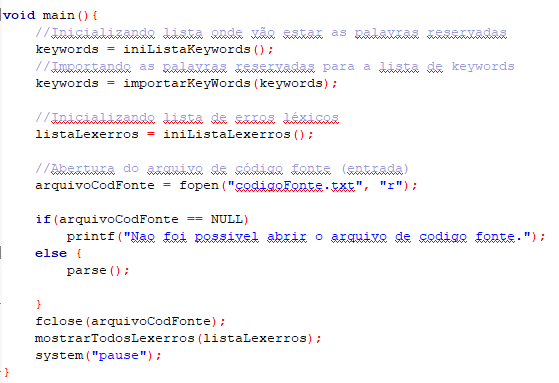 void main(){
//Inicializando lista onde vão estar as palavras reservadas
keywords = iniListaKeywords();
//Importando as palavras reservadas para a lista de keywords
keywords = importarKeyWords(keywords);
//Inicializando lista de erros léxicos
listaLexerros = iniListaLexerros();
//Abertura do arquivo de código fonte (entrada)
arquivoCodFonte = fopen("codigoFonte.txt", "r");
if(arquivoCodFonte == NULL)
printf("Nao foi possivel abrir o arquivo de codigo fonte.");
else {
parse();
}
fclose(arquivoCodFonte);
mostrarTodosLexerros(listaLexerros);
system("pause");
}